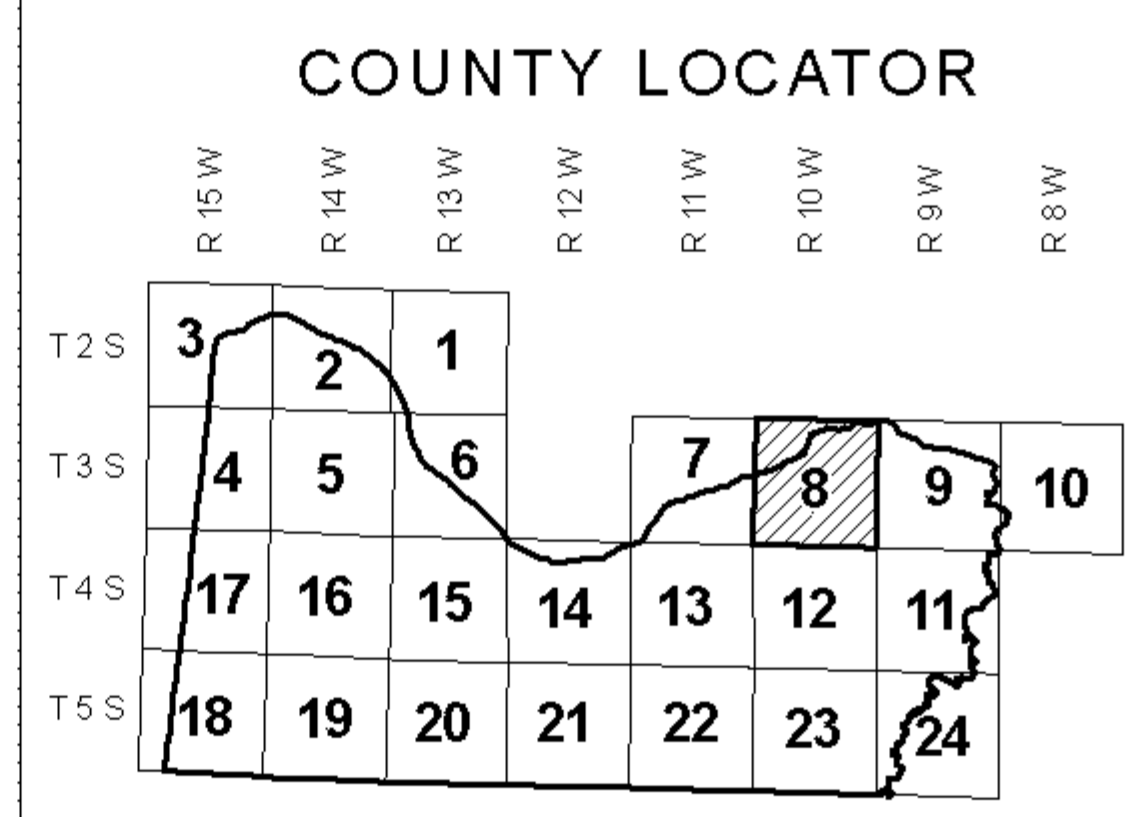 COUNTY LOCATOR
R 15 W R 14 W R 13 W R 12 W R 11 W R 10 W R 9 W R 8 W
T 2 S 3 2 1
T 3 S 4 5 6 7 8 9 10
T 4 S 17 16 15 14 13 12 11
T 5 S 18 19 20 21 22 23 24